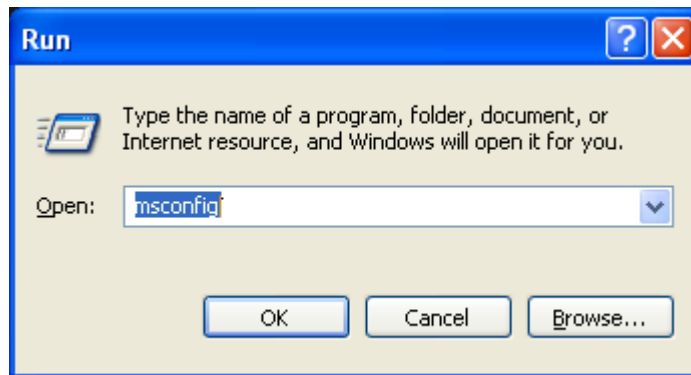 Run
Type the name of a program, folder, document, or
Internet resource, and Windows will open it for you.
Open: msconfig
OK Cancel Browse...